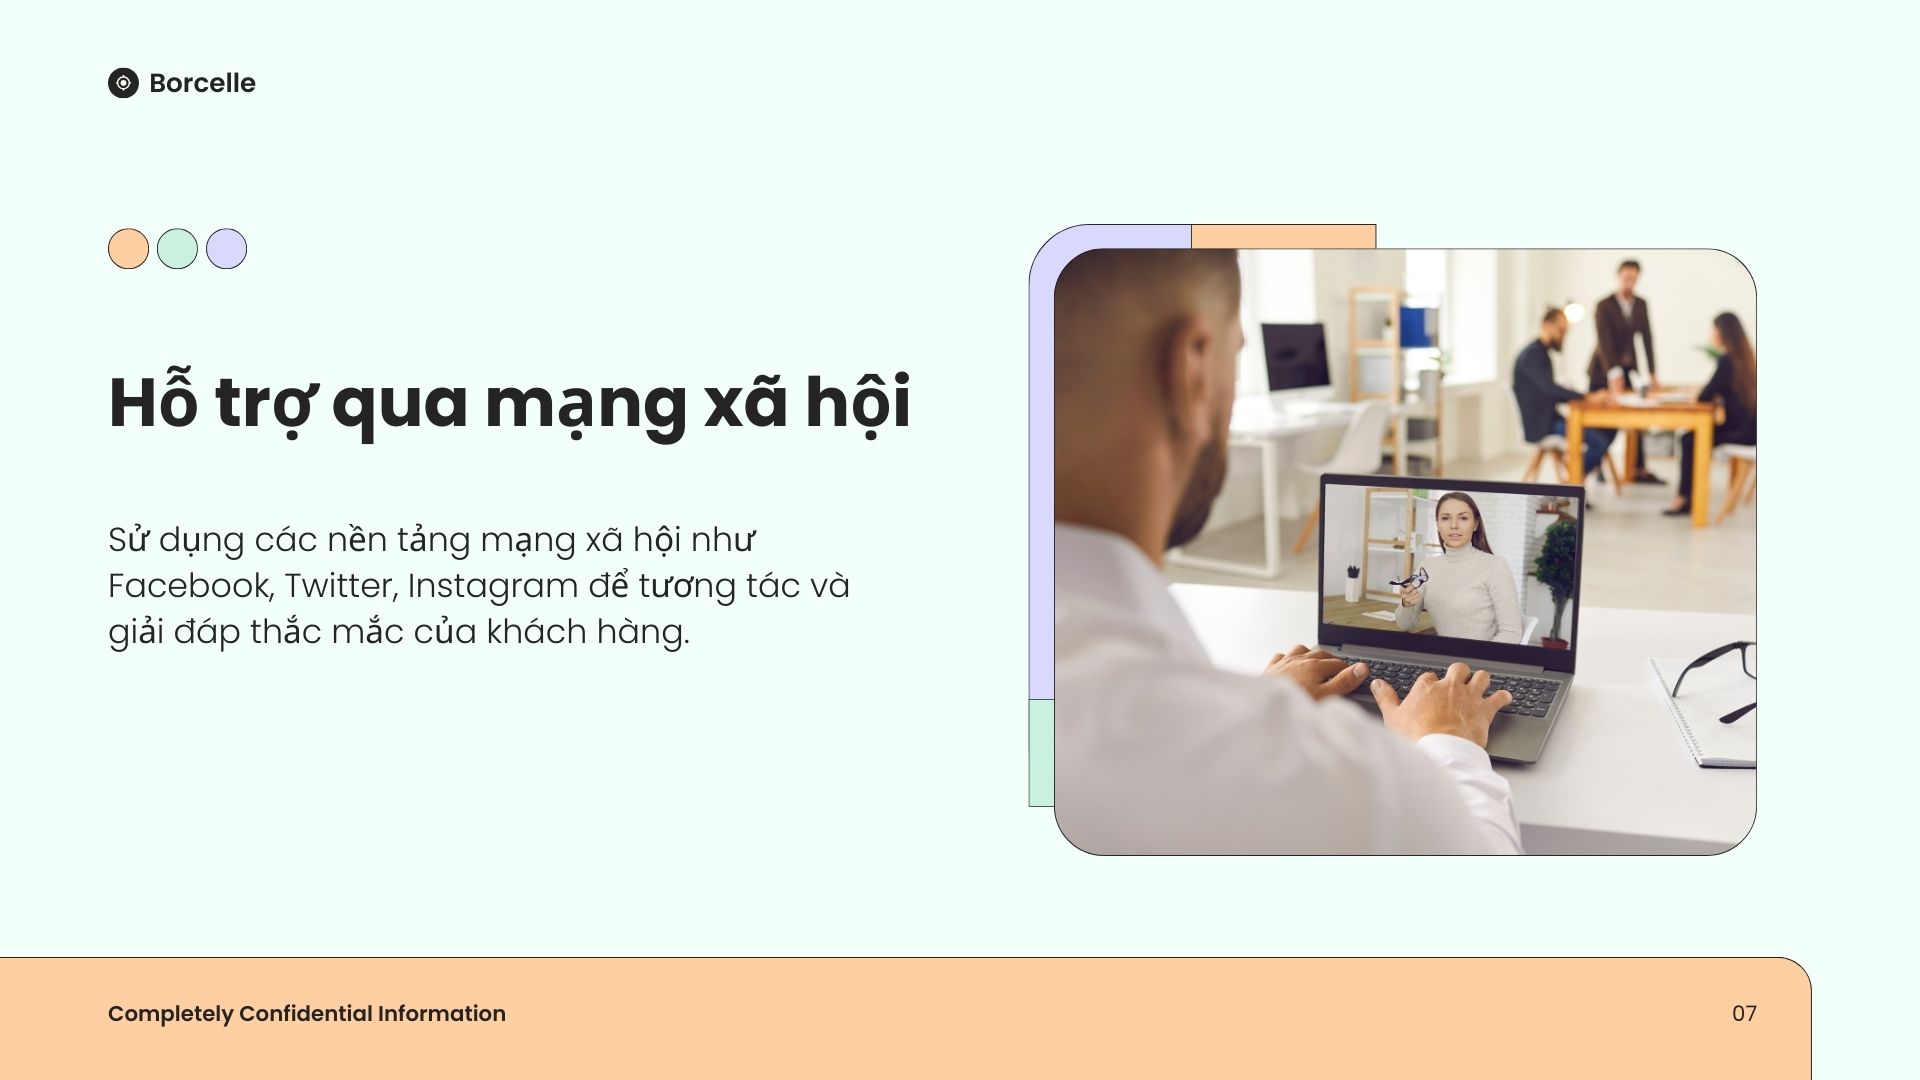 Borcelle
Hỗ trợ qua mạng xã hội
Sử dụng các nền tảng mạng xã hội như
Facebook, Twitter, Instagram để tương tác và
giải đáp thắc mắc của khách hàng.
Completely Confidential Information
07